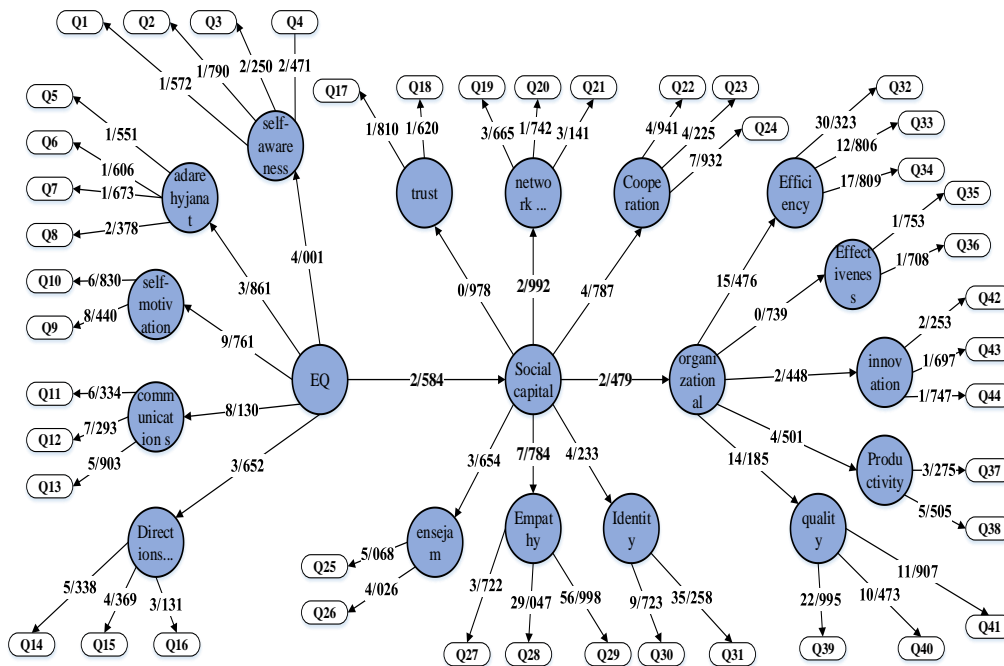 Q1
Q2
Q3
Q4
1/572
1/790
2/250
2/471
self-
aware
ness
Q5
Q6
Q7
Q8
1/551
1/606
1/673
2/378
adare
hyjana
t
Q10
Q9
6/830
8/440
self-
motiv
ation
Q11
Q12
Q13
6/334
7/293
5/903
com
munic
ation s
4/001
3/861
9/761
8/130
3/652
EQ
Direct
ions...
5/338
4/369
3/131
Q14
Q15
Q16
2/584
Q17
Q18
1/810
1/620
trust
Q19
Q20
Q21
3/665
1/742
3/141
networ
k ...
Q22
Q23
Q24
4/941
4/225
7/932
Coope
ration
0/978
2/992
4/787
Social
capital
3/654
7/784
4/233
enseja
m
5/068
4/026
Q25
Q26
Empat
hy
3/722
29/047
56/998
Q27
Q28
Q29
Identit
y
9/723
35/258
Q30
Q31
2/479
organi
zation
al
15/476
0/739
2/448
4/501
14/185
Q32
Q33
Q34
30/323
12/806
17/809
Effici
ency
Q35
Q36
1/753
1/708
Effect
ivenes
s
Q42
Q43
Q44
2/253
1/697
1/747
innov
ation
Q37
Q38
3/275
5/505
Produ
ctivity
qualit
y
22/995
10/473
11/907
Q39
Q40
Q41